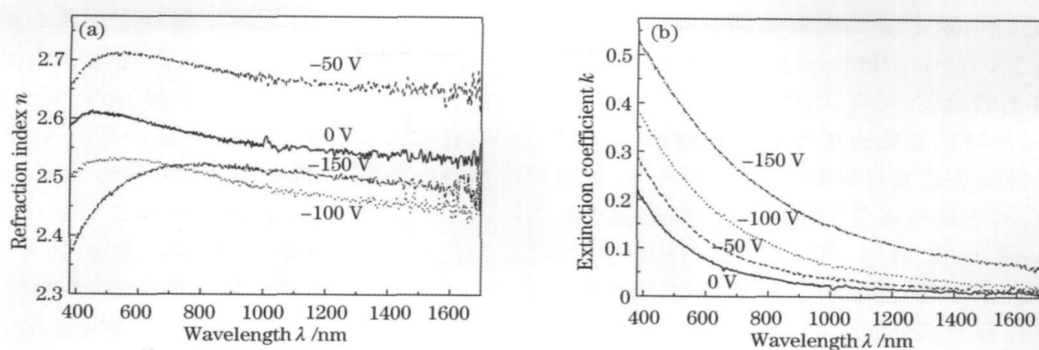 (a)
2.7
2.6
2.5
2.4
2.3
Refraction index n
−50 V
0 V
−150 V
−100 V
400 600 800 1000 1200 1400 1600
Wavelength λ /nm
(b)
0.5
0.4
0.3
0.2
0.1
0
Extinction coefficient k
−150 V
−100 V
−50 V
0 V
400 600 800 1000 1200 1400 1600
Wavelength λ /nm